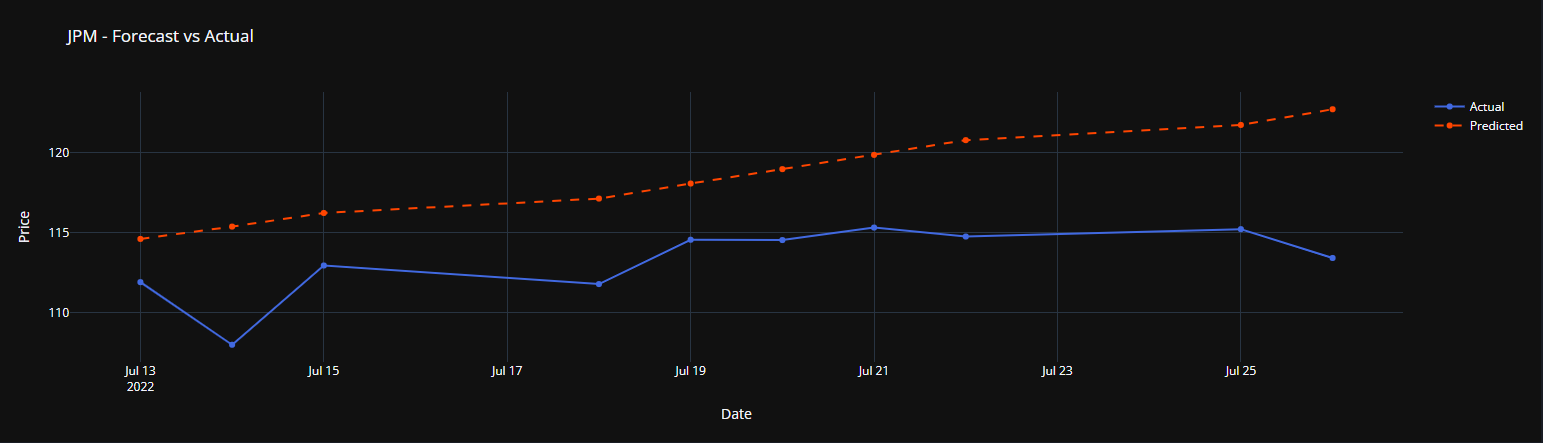 JPM - Forecast vs Actual
Actual
Predicted
120
115
110
Price
Jul 13
2022
Jul 15
Jul 17
Jul 19
Jul 21
Jul 23
Jul 25
Date